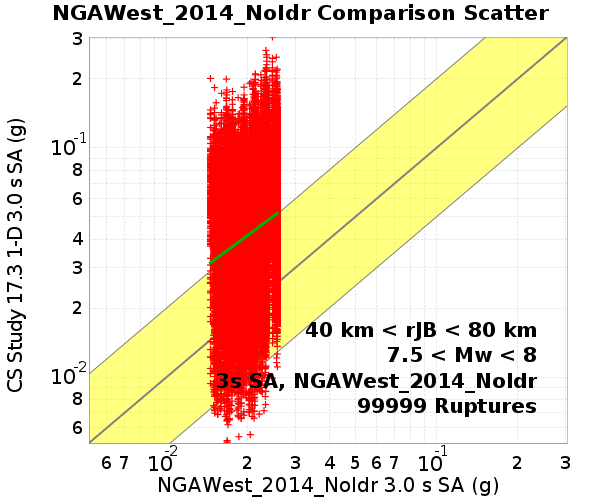 NGAWest_2014_NoIdr Comparison Scatter
CS Study 17.3 1-D 3.0 s SA (g)
3
2
10-1
8
6
4
3
2
10-2
8
6
40 km < rJB < 80 km
7.5 < Mw < 8
3s SA, NGAWest_2014_NoIdr
99999 Ruptures
6 7 10-2 2 3 4 5 6 7 10-1 2 3
NGAWest_2014_NoIdr 3.0 s SA (g)